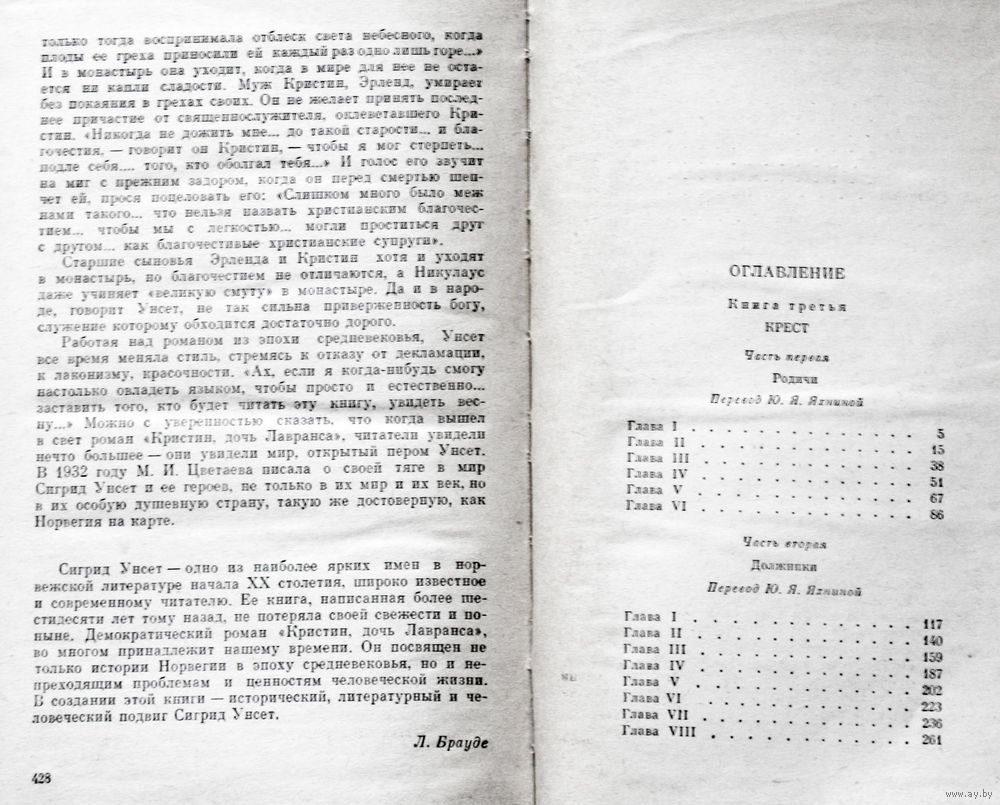 только тогда воспринимала отблеск света небесного, когда
плоды ее греха приносили ей каждый раз одно лишь горе...»
И в монастырь она уходит, когда в мире для нее не оста-
ется ни капли сладости. Муж Кристин, Эрленд, умирает
без покаяния в грехах своих. Он не желает принять послед-
нее причастие от священнослужителя, оклеветавшего Кри-
стин. «Никогда не дожить мне... до такой старости... и бла-
гочестия, — говорит он Кристин, — чтобы я мог стерпеть...
подле себя.... того, кто оболгал тебя...» И голос его звучит
на миг с прежним задором, когда он перед смертью шеп-
чет ей, прося поцеловать его: «Слишком много было меж
нами такого... что нельзя назвать христианским благочес-
тием... чтобы мы с легкостью... могли проститься друг
с другом... как благочестивые христианские супруги».
Старшие сыновья Эрленда и Кристин хотя и уходят
в монастырь, но благочестием не отличаются, а Никулаус
даже учиняет «великую смуту» в монастыре. Да и в наро-
де, говорит Унсет, не так сильна приверженность богу,
служение которому обходится достаточно дорого.
Работая над романом из эпохи средневековья, Унсет
все время меняла стиль, стремясь к отказу от декламации,
к лаконизму, красочности. «Ах, если я когда-нибудь смогу
настолько овладеть языком, чтобы просто и естественно...
заставить того, кто будет читать эту книгу, увидеть вес-
ну...» Можно с уверенностью сказать, что когда вышел
в свет роман «Кристин, дочь Лавранса», читатели увидели
нечто большее — они увидели мир, открытый пером Унсет.
В 1932 году М. И. Цветаева писала о своей тяге в мир
Сигрид Унсет и ее героев, не только в их мир и их век, но
в их особую душевную страну, такую же достоверную, как
Норвегия на карте.
Сигрид Унсет — одно из наиболее ярких имен в нор-
вежской литературе начала XX столетия, широко известное
и современному читателю. Ее книга, написанная более ше-
стидесяти лет тому назад, не потеряла своей свежести и по-
ныне. Демократический роман «Кристин, дочь Лавранса»,
во многом принадлежит нашему времени. Он посвящен не
только истории Норвегии в эпоху средневековья, но и не-
преходящим проблемам и ценностям человеческой жизни.
В создании этой книги — исторический, литературный и че-
ловеческий подвиг Сигрид Унсет.
Л. Брауде
428
ОГЛАВЛЕНИЕ
Книга третья
КРЕСТ
Часть первая
Родичи
Перевод Ю. Я. Яхниной
Глава I . . . . . . . . . . . . . 5
Глава II . . . . . . . . . . . . . 15
Глава III . . . . . . . . . . . . . 38
Глава IV . . . . . . . . . . . . . 51
Глава V . . . . . . . . . . . . . 67
Глава VI . . . . . . . . . . . . . 86
Часть вторая
Должники
Перевод Ю. Я. Яхниной
Глава I . . . . . . . . . . . . . 117
Глава II . . . . . . . . . . . . . 140
Глава III . . . . . . . . . . . . . 159
Глава IV . . . . . . . . . . . . . 187
Глава V . . . . . . . . . . . . . 202
Глава VI . . . . . . . . . . . . . 223
Глава VII . . . . . . . . . . . . . 236
Глава VIII . . . . . . . . . . . . . 261
www.ay.by